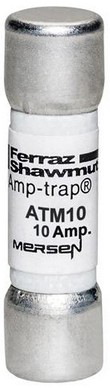 Ferraz
Shawmut
Amp-trap®
ATM10
10 Amp.
MERSEN